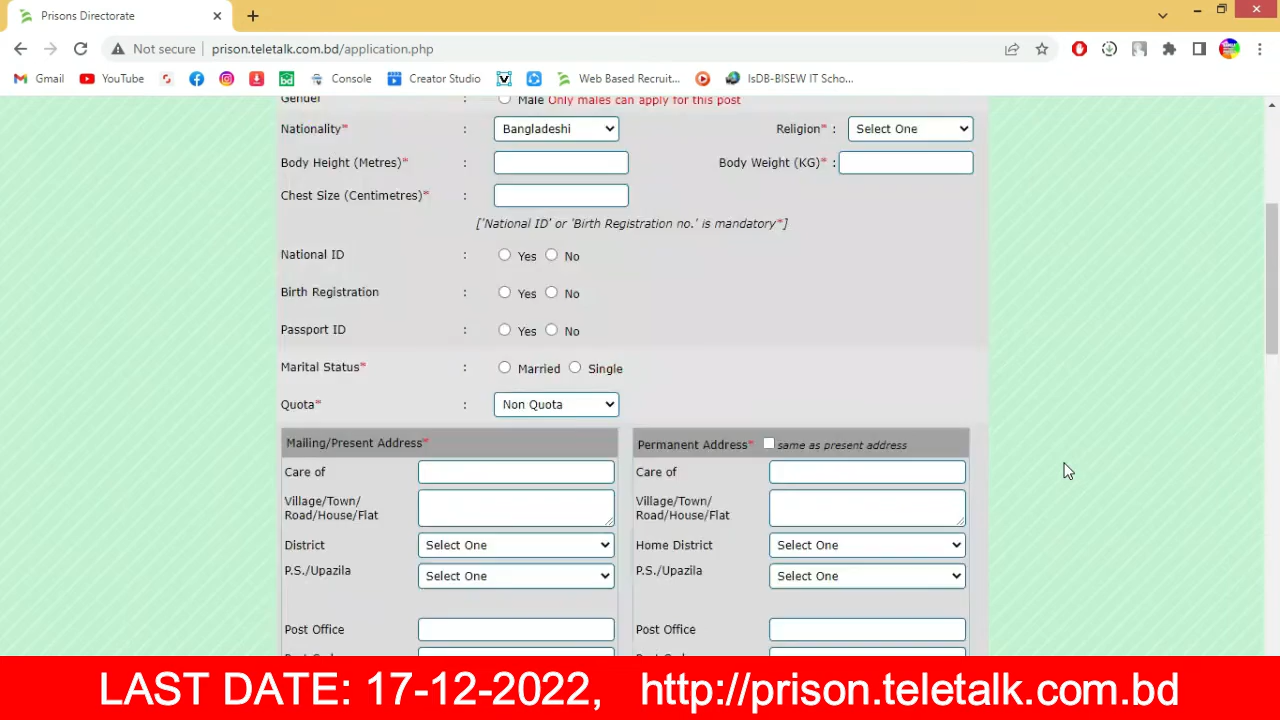 Prisons Directorate
Not secure prison.teletalk.com.bd/application.php
Gmail YouTube Console Creator Studio Web Based Recruit... IsDB-BISEW IT Scho...
Gender : Male Only males can apply for this post
Nationality* : Bangladeshi Religion* : Select One
Body Height (Metres)* : Body Weight (KG)* :
Chest Size (Centimetres)* :
['National ID' or 'Birth Registration no.' is mandatory*]
National ID : Yes No
Birth Registration : Yes No
Passport ID : Yes No
Marital Status* : Married Single
Quota* : Non Quota
Mailing/Present Address*
Care of
Village/Town/
Road/House/Flat
District Select One
P.S./Upazila Select One
Post Office
Permanent Address* same as present address
Care of
Village/Town/
Road/House/Flat
Home District Select One
P.S./Upazila Select One
Post Office
LAST DATE: 17-12-2022, http://prison.teletalk.com.bd